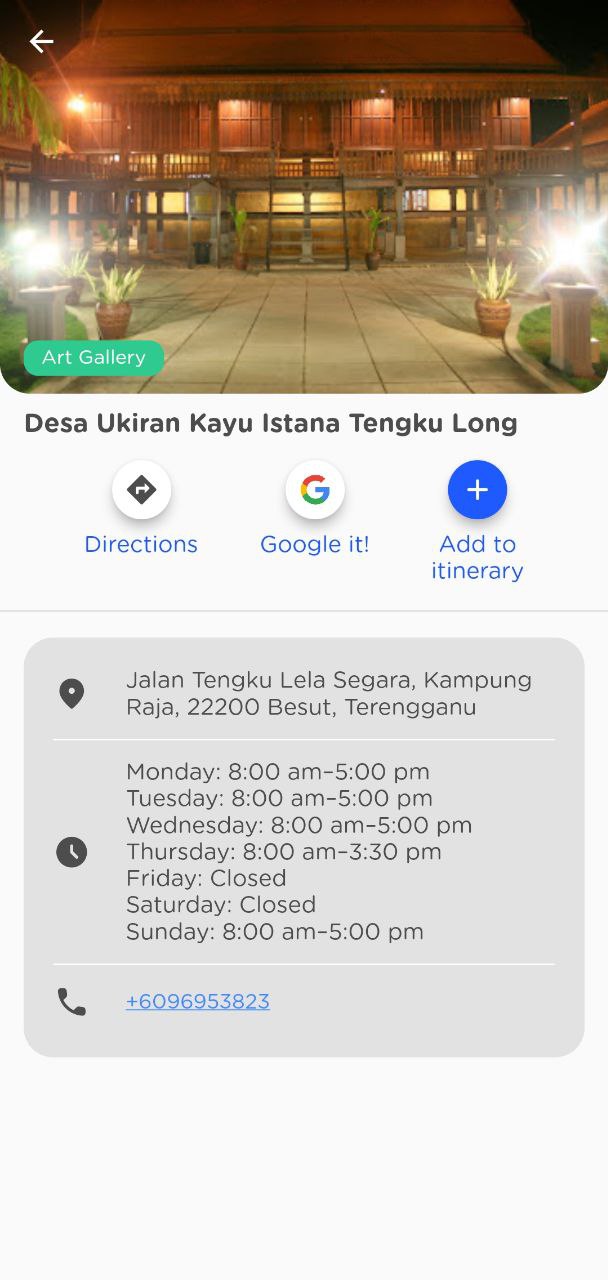 Art Gallery
Desa Ukiran Kayu Istana Tengku Long
Directions
Google it!
Add to
itinerary
Jalan Tengku Lela Segara, Kampung
Raja, 22200 Besut, Terengganu
Monday: 8:00 am–5:00 pm
Tuesday: 8:00 am–5:00 pm
Wednesday: 8:00 am–5:00 pm
Thursday: 8:00 am–3:30 pm
Friday: Closed
Saturday: Closed
Sunday: 8:00 am–5:00 pm
+6096953823